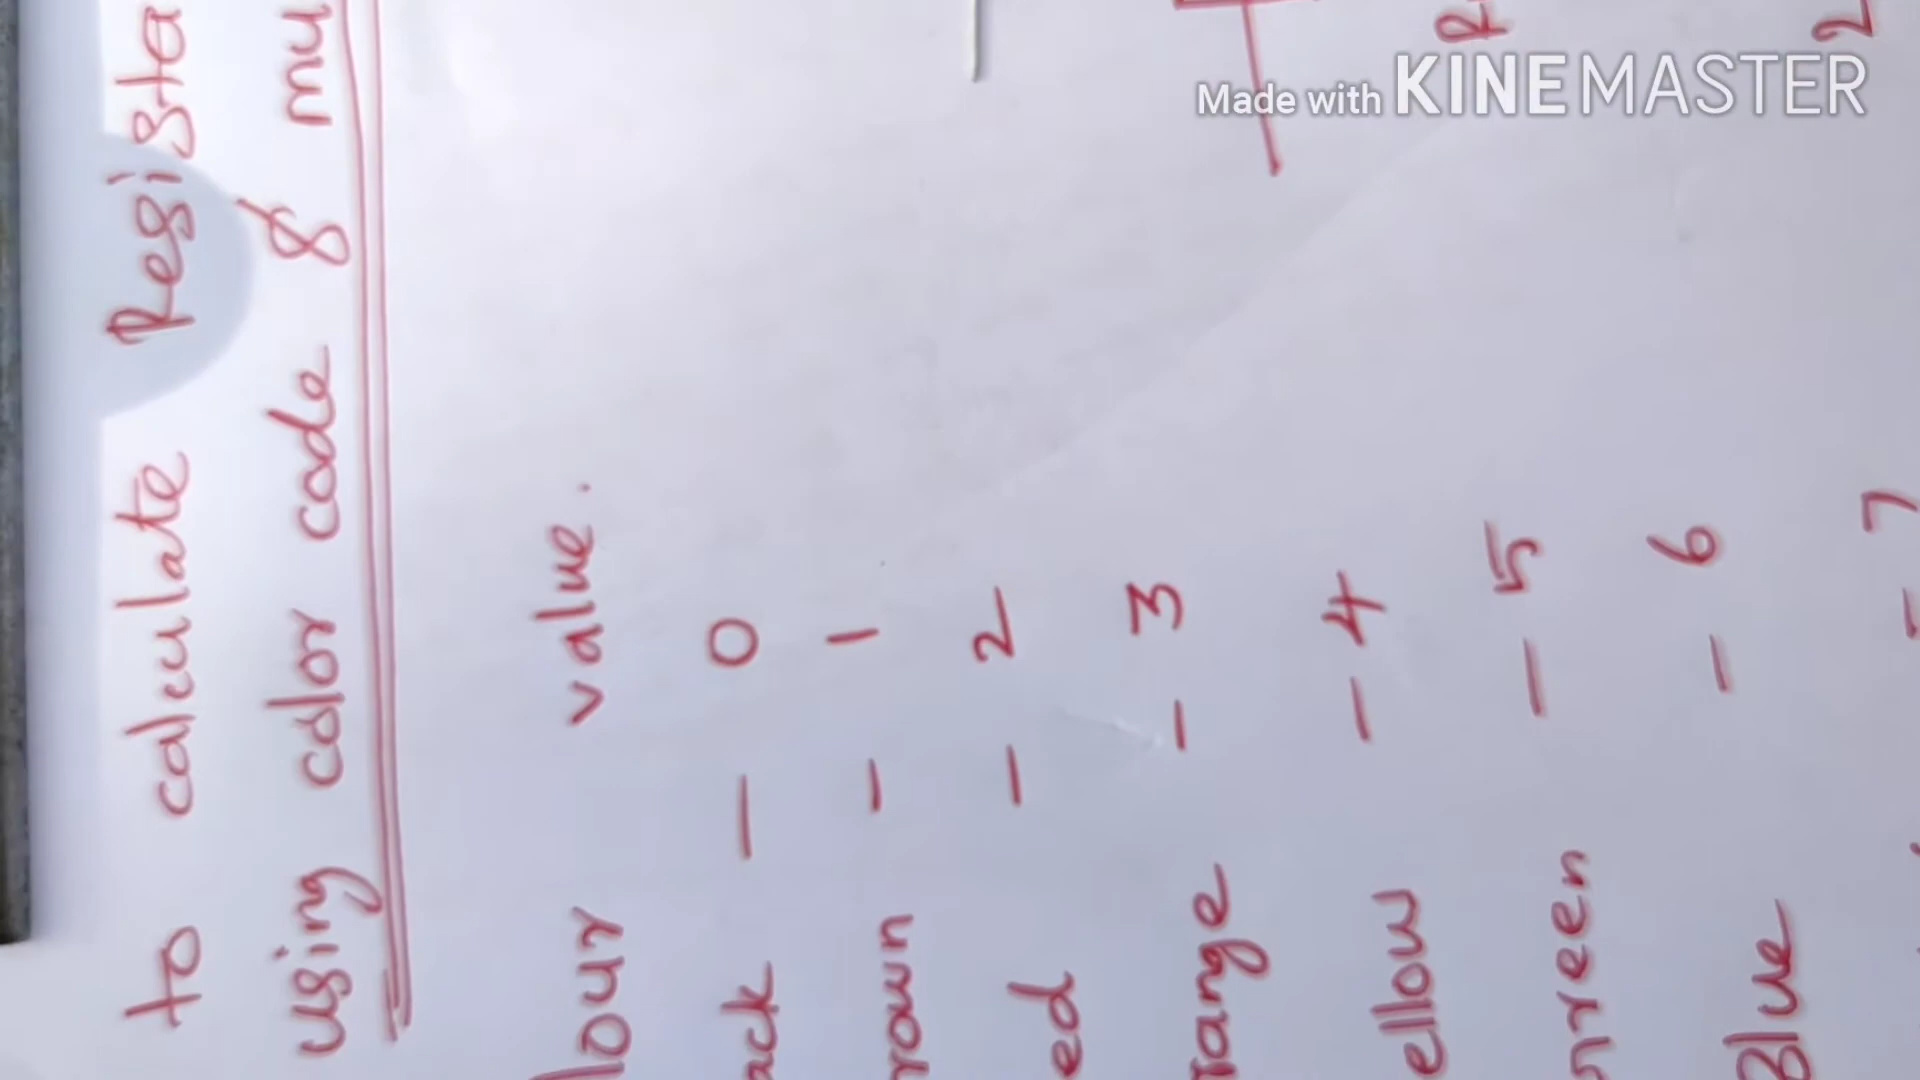 to calculate Regista
using color code & mu
lour value.
ack - 0
rown - 1
ed - 2
range - 3
ellow - 4
reen - 5
Blue - 6
- 7
R
2
Made with KINEMASTER